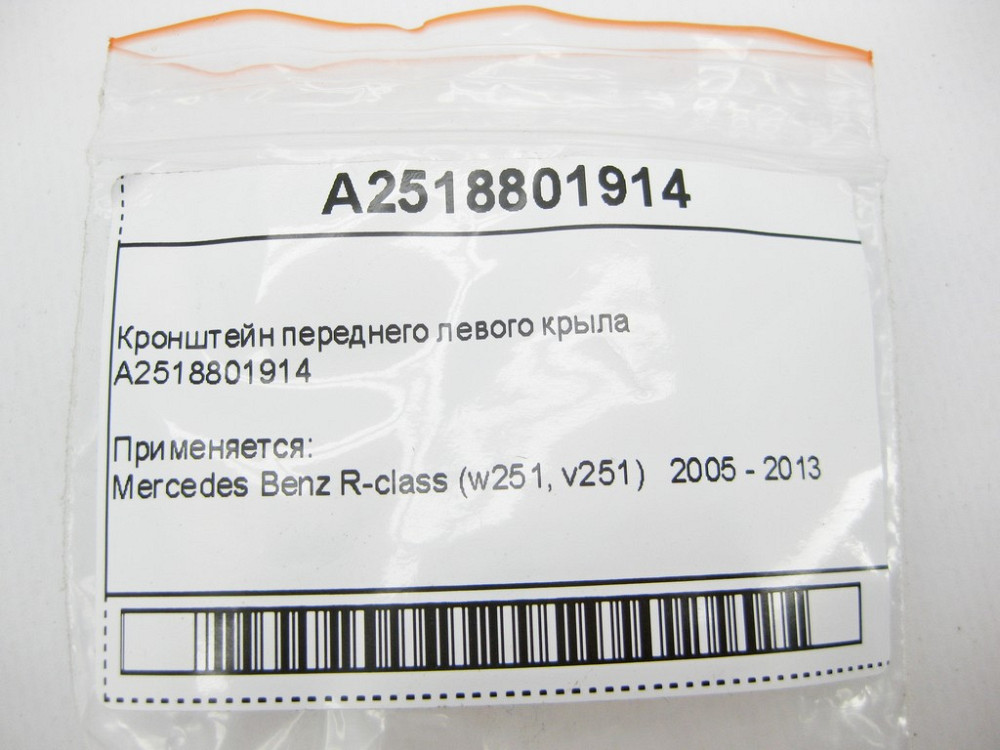 A2518801914
Кронштейн переднего левого крыла
A2518801914
Применяется:
Mercedes Benz R-class (w251, v251) 2005 - 2013